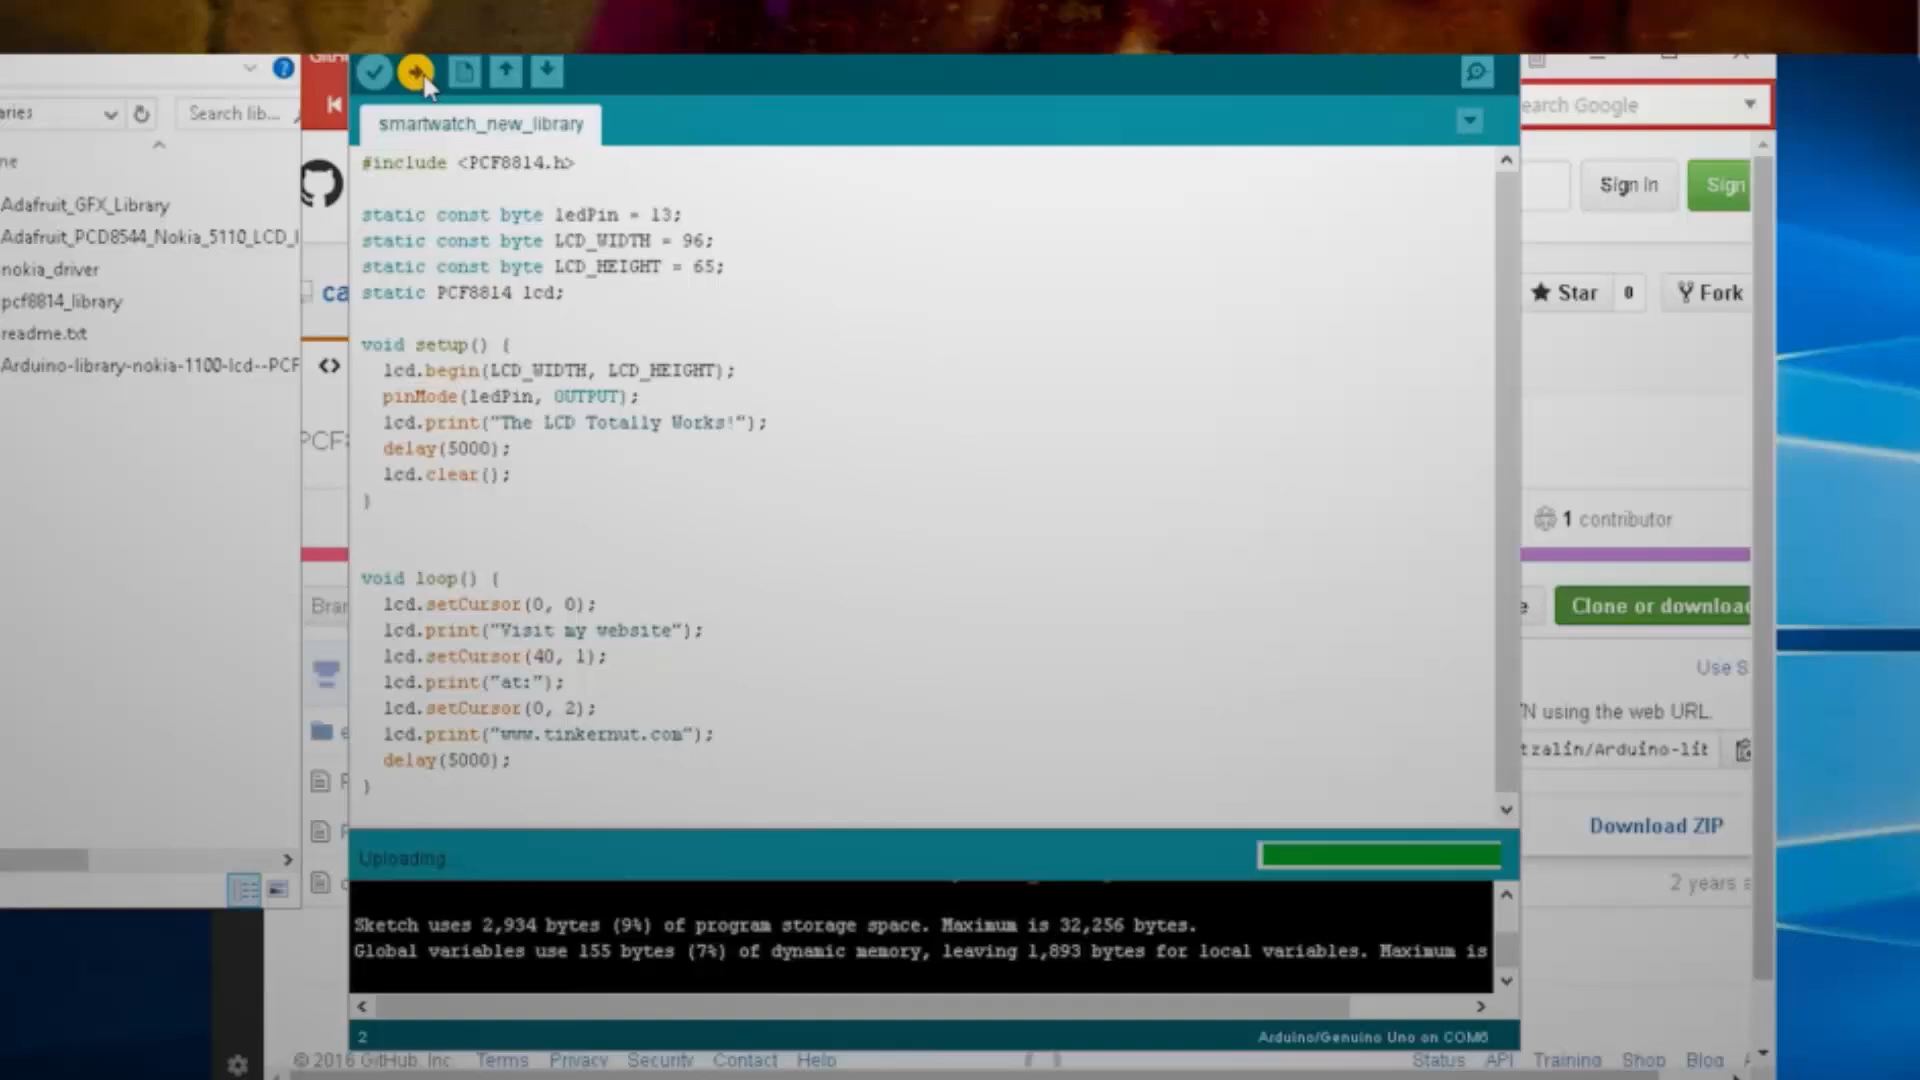 aries
Search lib...
me
Adafruit_GFX_Library
Adafruit_PCD8544_Nokia_5110_LCD_l
nokia_driver
pcf8814_library
readme.txt
Arduino-library-nokia-1100-lcd--PCF
ca
PCF8
Bran
smartwatch_new_library
#include <PCF8814.h>
static const byte ledPin = 13;
static const byte LCD_WIDTH = 96;
static const byte LCD_HEIGHT = 65;
static PCF8814 lcd;
void setup() {
lcd.begin(LCD_WIDTH, LCD_HEIGHT);
pinMode(ledPin, OUTPUT);
lcd.print("The LCD Totally Works!");
delay(5000);
lcd.clear();
}
void loop() {
lcd.setCursor(0, 0);
lcd.print("Visit my website");
lcd.setCursor(40, 1);
lcd.print("at:");
lcd.setCursor(0, 2);
lcd.print("www.tinkernut.com");
delay(5000);
}
Uploading...
Sketch uses 2,934 bytes (9%) of program storage space. Maximum is 32,256 bytes.
Global variables use 155 bytes (7%) of dynamic memory, leaving 1,893 bytes for local variables. Maximum is
2
Arduino/Genuino Uno on COM6
earch Google
Sign in
Sign
Star 0
Fork
1 contributor
Clone or download
Use S
N using the web URL.
tzalin/Arduino-lit
Download ZIP
2 years a
© 2016 GitHub, Inc. Terms Privacy Security Contact Help
Status API Training Shop Blog